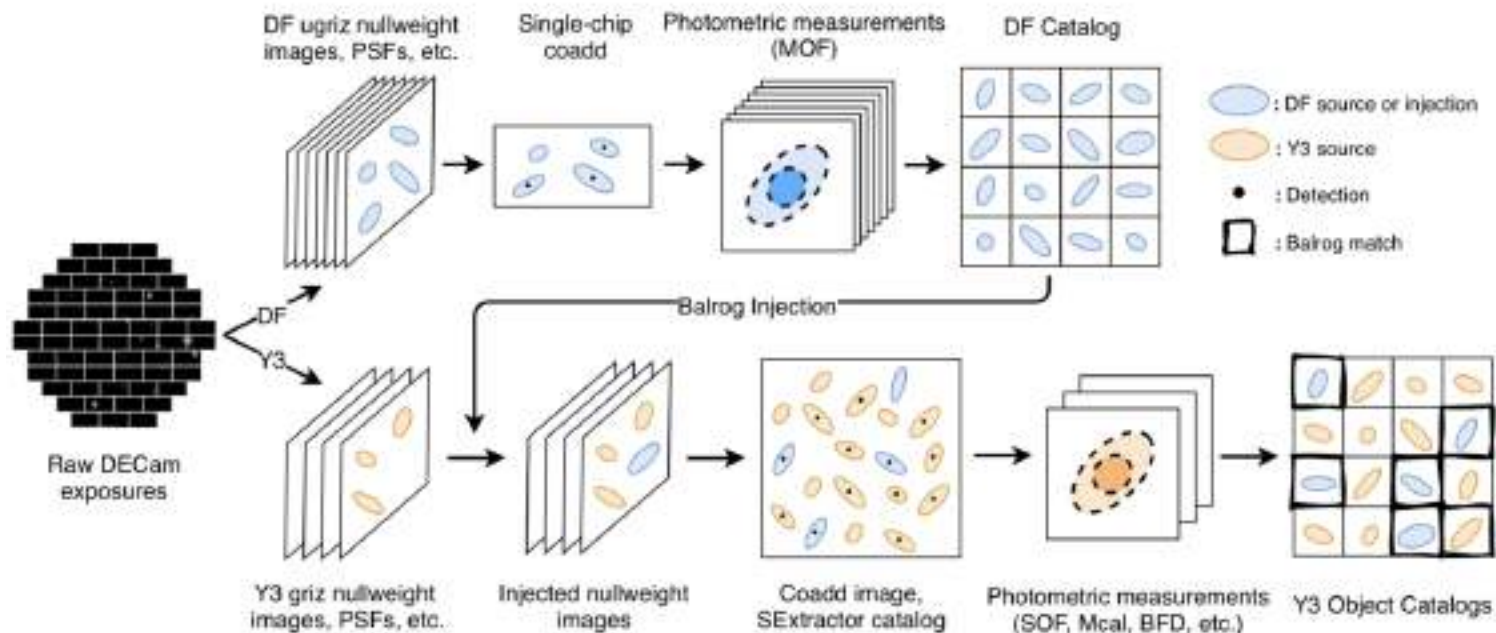 DF ugriz nullweight
images, PSFs, etc.
Single-chip
coadd
Photometric measurements
(MOF)
DF Catalog
: DF source or injection
: Y3 source
: Detection
: Balrog match
Balrog Injection
DF
Y3
Raw DECam
exposures
Y3 griz nullweight
images, PSFs, etc.
Injected nullweight
images
Coadd image,
SExtractor catalog
Photometric measurements
(SOF, Mcal, BFD, etc.)
Y3 Object Catalogs